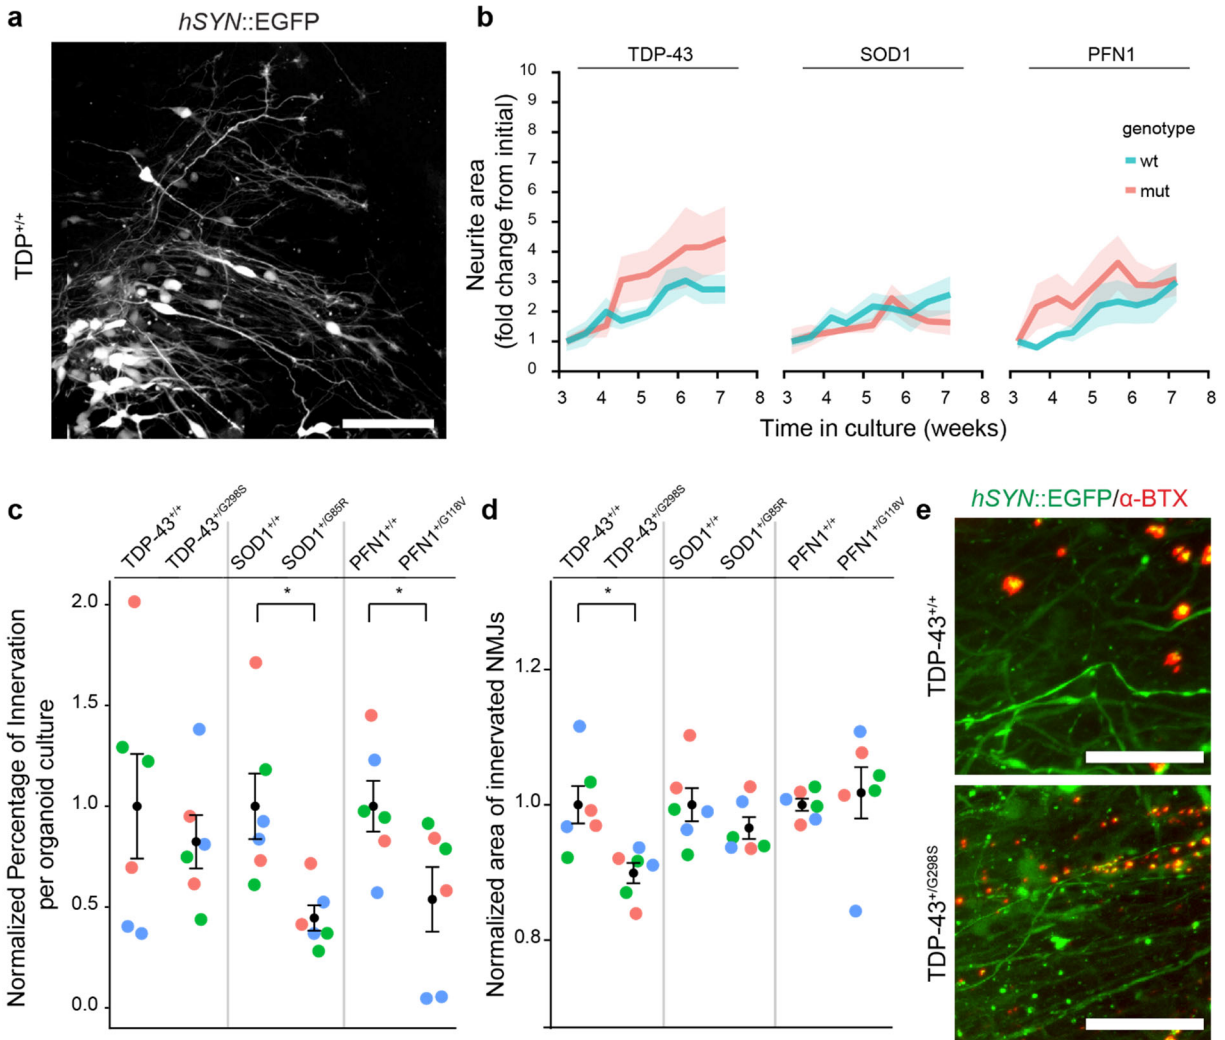 a
hSYN::EGFP
TDP+/+
b
TDP-43
SOD1
PFN1
Neurite area
(fold change from initial)
10
9
8
7
6
5
4
3
2
1
0
genotype
wt
mut
3 4 5 6 7 8
3 4 5 6 7 8
3 4 5 6 7 8
Time in culture (weeks)
c
TDP-43+/+
TDP-43+/G298S
SOD1+/+
SOD1+/G85R
PFN1+/+
PFN1+/G118V
Normalized Percentage of Innervation
per organoid culture
2.0
1.5
1.0
0.5
0.0
*
*
d
TDP-43+/+
TDP-43+/G298S
SOD1+/+
SOD1+/G85R
PFN1+/+
PFN1+/G118V
Normalized area of innervated NMJs
1.2
1.0
0.8
*
e
hSYN::EGFP/α-BTX
TDP-43+/+
TDP-43+/G298S